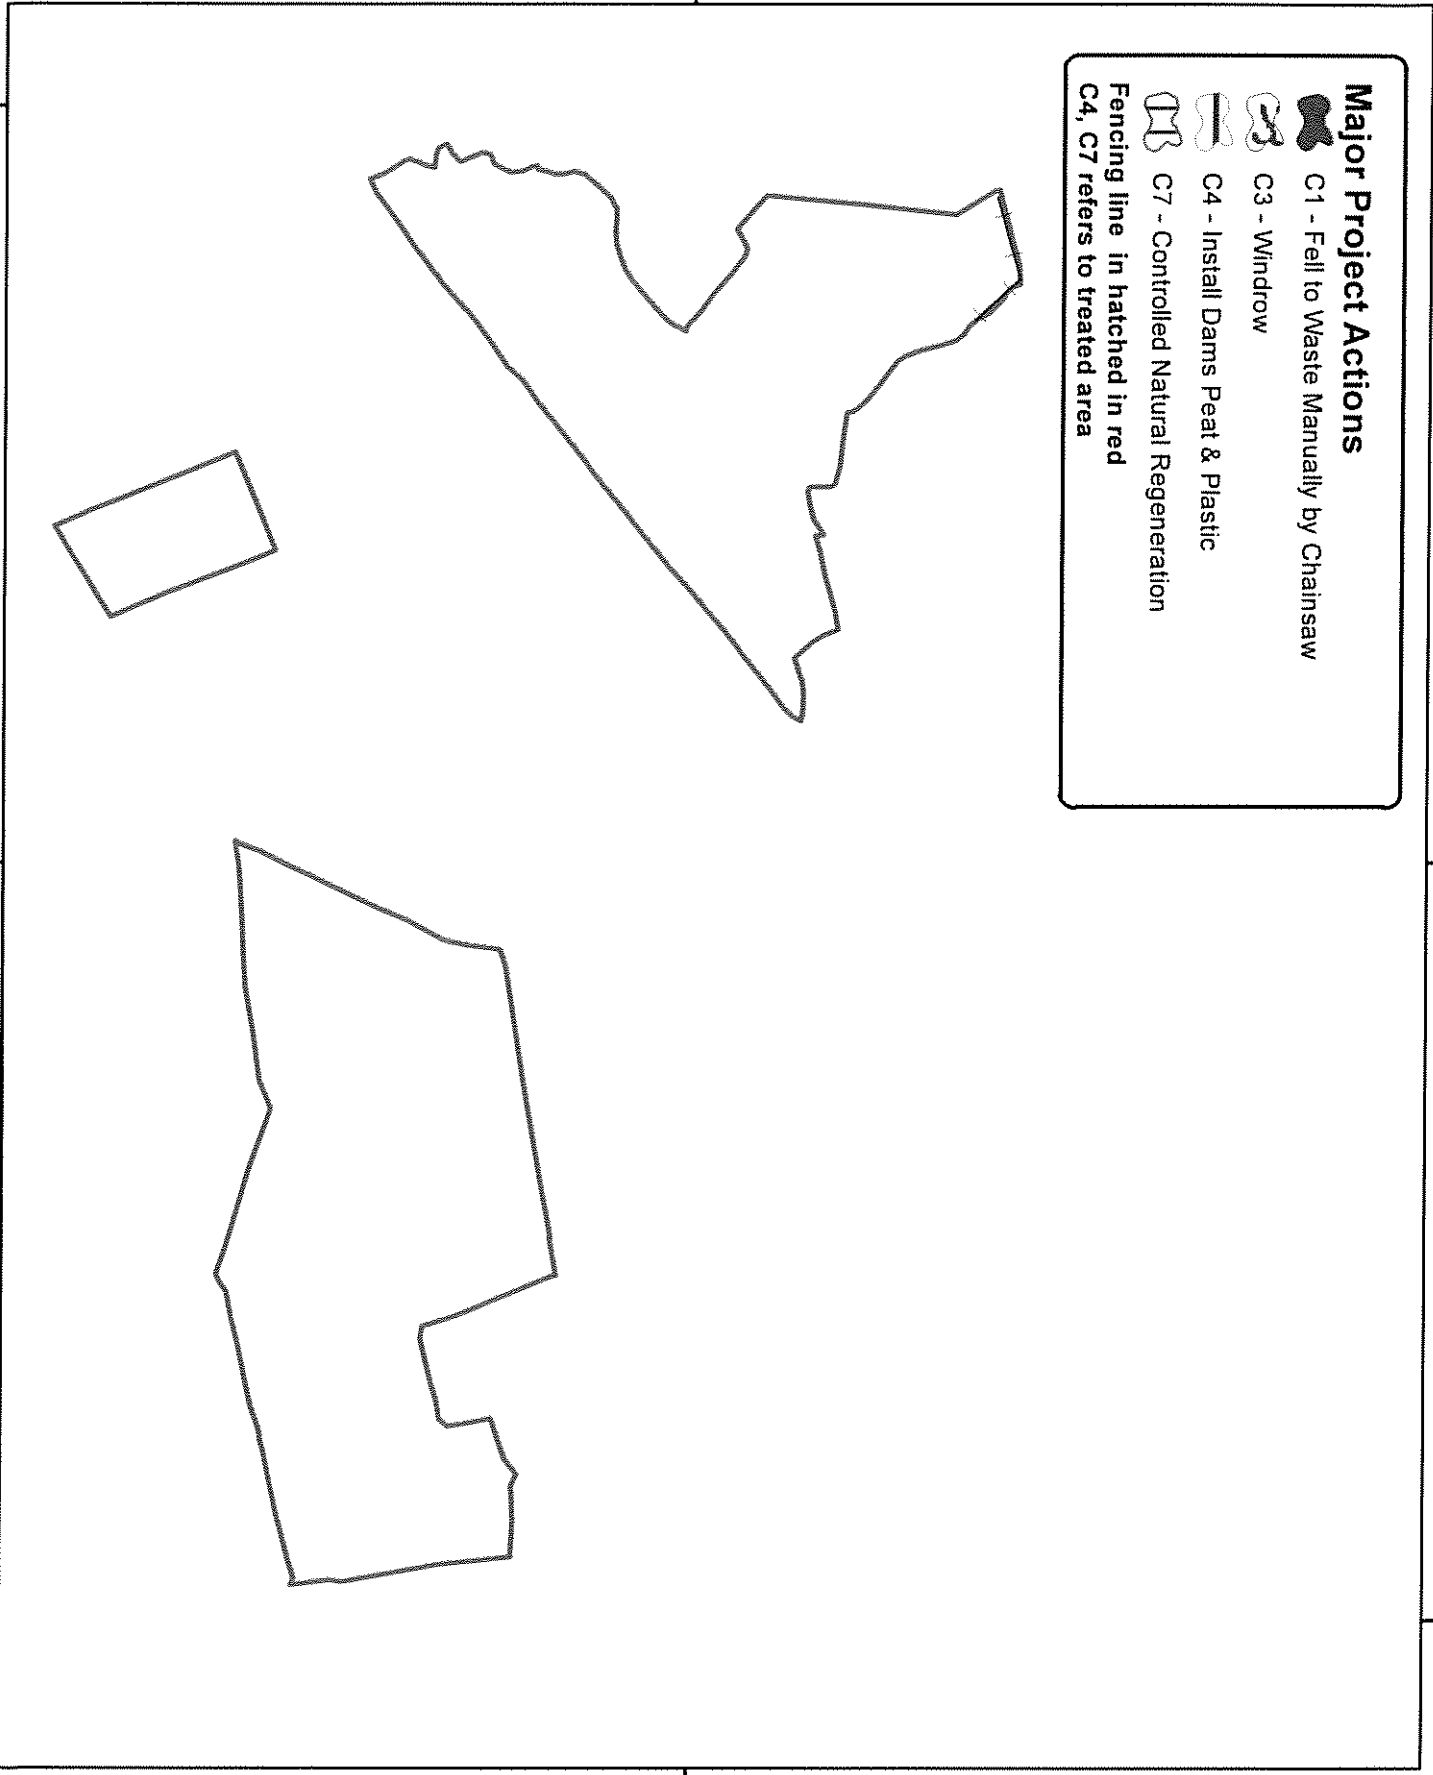 Major Project Actions
C1 - Fell to Waste Manually by Chainsaw
C3 - Windrow
C4 - Install Dams Peat & Plastic
C7 - Controlled Natural Regeneration
Fencing line in hatched in red
C4, C7 refers to treated area